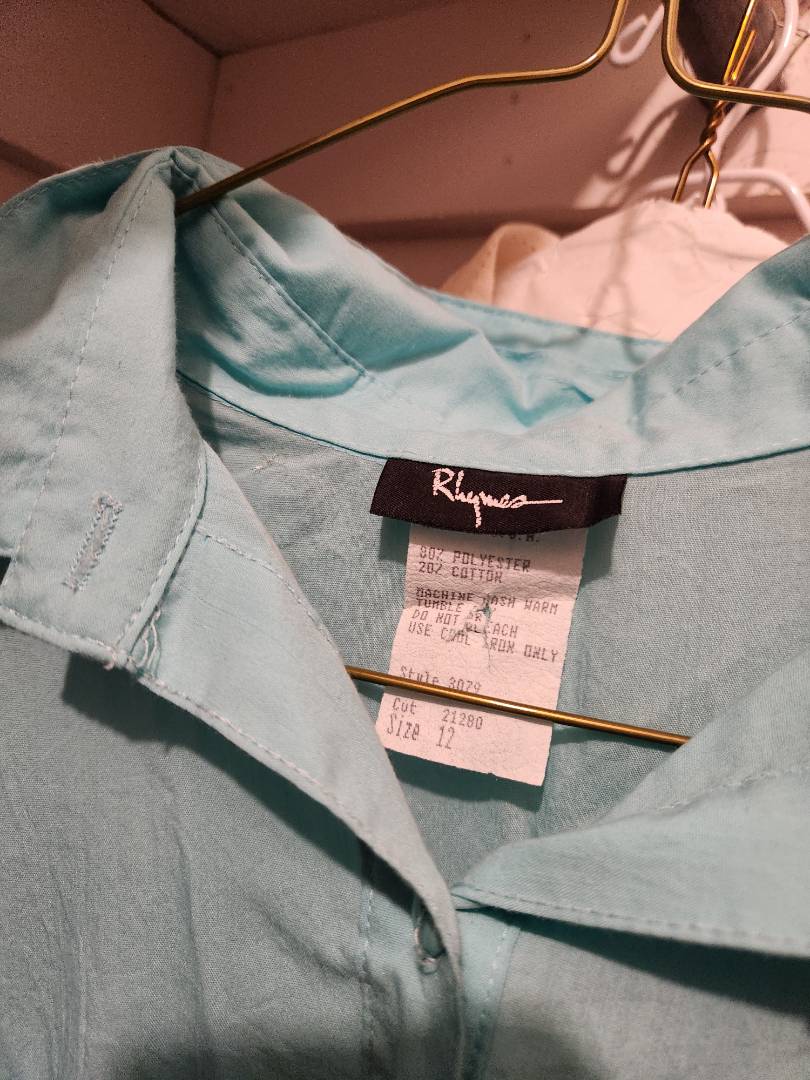 Rhymes
80% POLYESTER
20% COTTON
MACHINE WASH WARM
TUMBLE
DO NOT BLEACH
USE COOL IRON ONLY
Style 3079
Cut 21280
Size 12